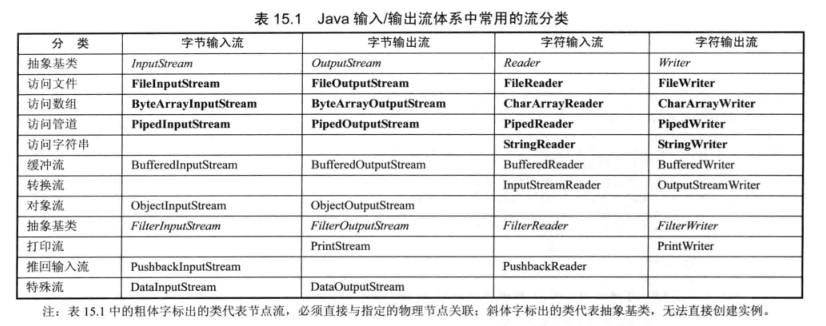 表 15.1 Java 输入/输出流体系中常用的流分类
分 类 字节输入流 字节输出流 字符输入流 字符输出流
抽象基类 InputStream OutputStream Reader Writer
访问文件 FileInputStream FileOutputStream FileReader FileWriter
访问数组 ByteArrayInputStream ByteArrayOutputStream CharArrayReader CharArrayWriter
访问管道 PipedInputStream PipedOutputStream PipedReader PipedWriter
访问字符串 StringReader StringWriter
缓冲流 BufferedInputStream BufferedOutputStream BufferedReader BufferedWriter
转换流 InputStreamReader OutputStreamWriter
对象流 ObjectInputStream ObjectOutputStream
抽象基类 FilterInputStream FilterOutputStream FilterReader FilterWriter
打印流 PrintStream PrintWriter
推回输入流 PushbackInputStream PushbackReader
特殊流 DataInputStream DataOutputStream
注：表 15.1 中的粗体字标出的类代表节点流，必须直接与指定的物理节点关联；斜体字标出的类代表抽象基类，无法直接创建实例。